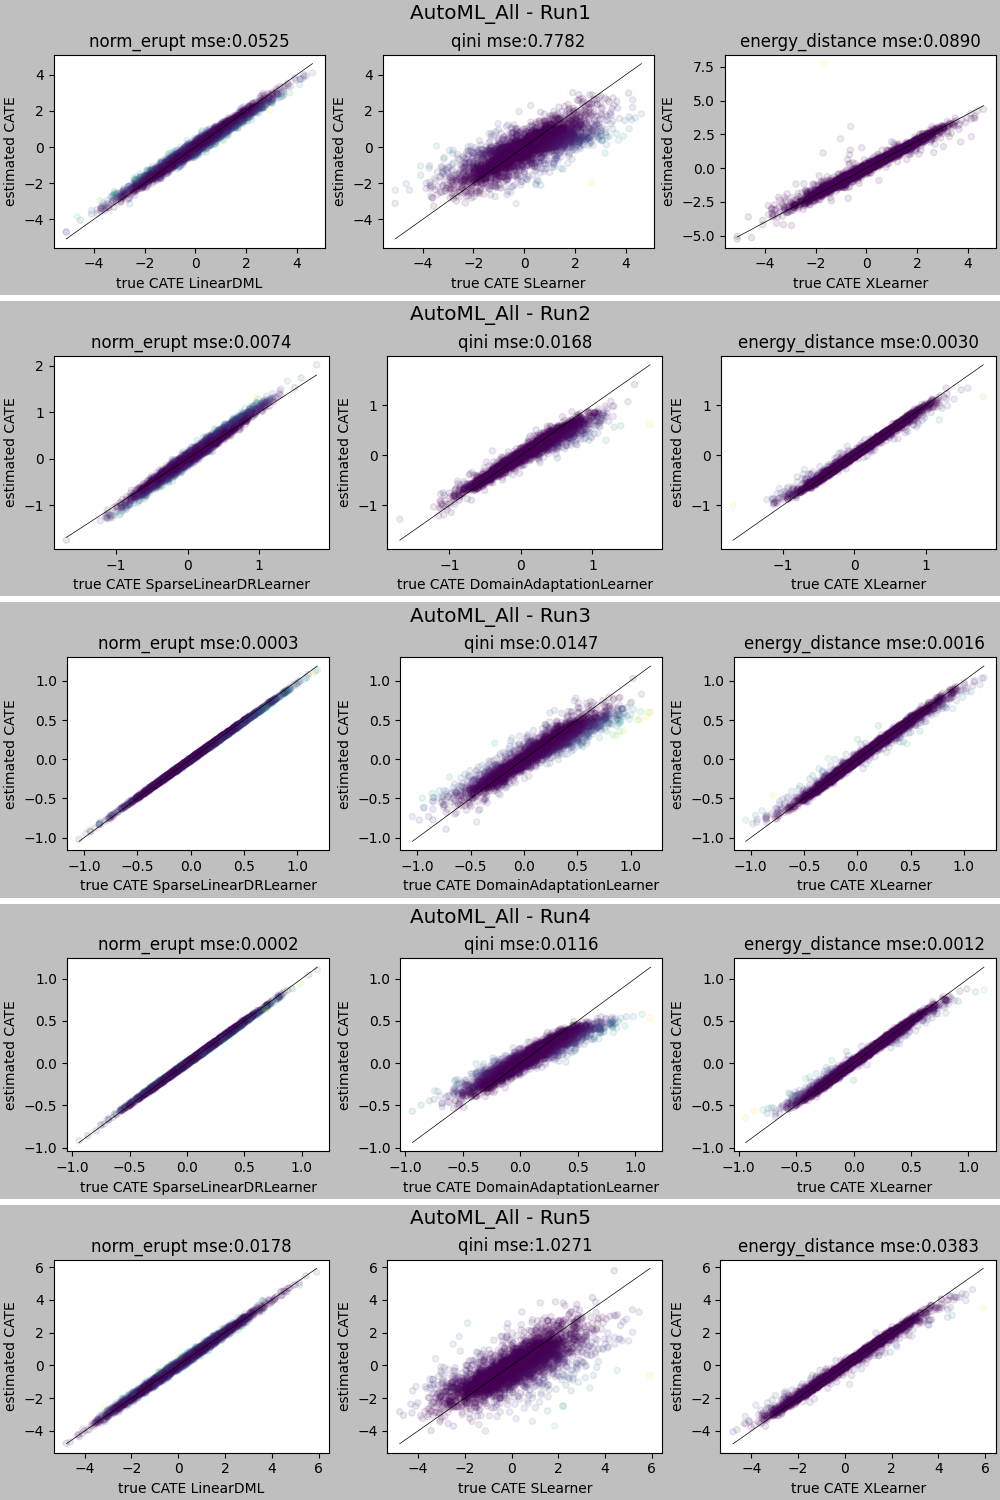 AutoML_All - Run1
norm_erupt mse:0.0525
qini mse:0.7782
energy_distance mse:0.0890
estimated CATE
4
2
0
−2
−4
−4 −2 0 2 4
true CATE LinearDML
estimated CATE
4
2
0
−2
−4
−4 −2 0 2 4
true CATE SLearner
estimated CATE
7.5
5.0
2.5
0.0
−2.5
−5.0
−4 −2 0 2 4
true CATE XLearner
AutoML_All - Run2
norm_erupt mse:0.0074
qini mse:0.0168
energy_distance mse:0.0030
estimated CATE
2
1
0
−1
−1 0 1
true CATE SparseLinearDRLearner
estimated CATE
1
0
−1
−1 0 1
true CATE DomainAdaptationLearner
estimated CATE
1
0
−1
−1 0 1
true CATE XLearner
AutoML_All - Run3
norm_erupt mse:0.0003
qini mse:0.0147
energy_distance mse:0.0016
estimated CATE
1.0
0.5
0.0
−0.5
−1.0
−1.0 −0.5 0.0 0.5 1.0
true CATE SparseLinearDRLearner
estimated CATE
1.0
0.5
0.0
−0.5
−1.0
−1.0 −0.5 0.0 0.5 1.0
true CATE DomainAdaptationLearner
estimated CATE
1.0
0.5
0.0
−0.5
−1.0
−1.0 −0.5 0.0 0.5 1.0
true CATE XLearner
AutoML_All - Run4
norm_erupt mse:0.0002
qini mse:0.0116
energy_distance mse:0.0012
estimated CATE
1.0
0.5
0.0
−0.5
−1.0
−1.0 −0.5 0.0 0.5 1.0
true CATE SparseLinearDRLearner
estimated CATE
1.0
0.5
0.0
−0.5
−1.0
−1.0 −0.5 0.0 0.5 1.0
true CATE DomainAdaptationLearner
estimated CATE
1.0
0.5
0.0
−0.5
−1.0
−1.0 −0.5 0.0 0.5 1.0
true CATE XLearner
AutoML_All - Run5
norm_erupt mse:0.0178
qini mse:1.0271
energy_distance mse:0.0383
estimated CATE
6
4
2
0
−2
−4
−4 −2 0 2 4 6
true CATE LinearDML
estimated CATE
6
4
2
0
−2
−4
−4 −2 0 2 4 6
true CATE SLearner
estimated CATE
6
4
2
0
−2
−4
−4 −2 0 2 4 6
true CATE XLearner